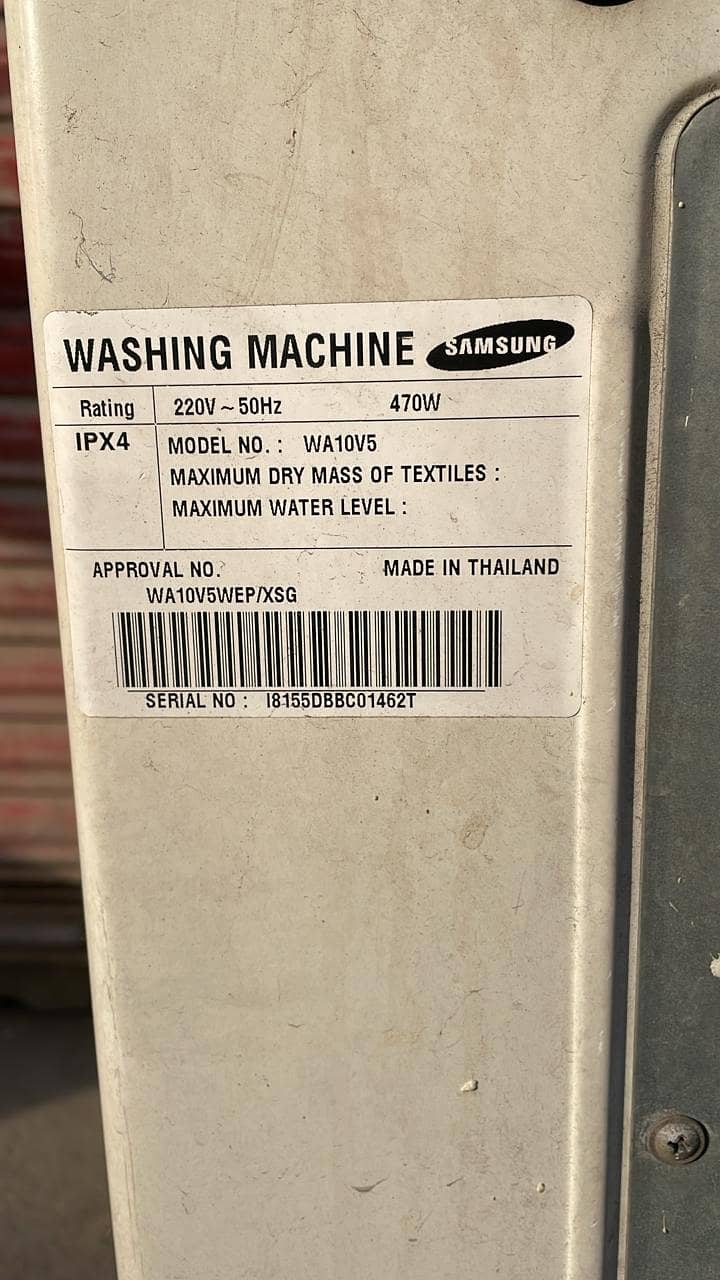 WASHING MACHINE SAMSUNG
Rating 220V ~ 50Hz 470W
IPX4 MODEL NO. : WA10V5
MAXIMUM DRY MASS OF TEXTILES :
MAXIMUM WATER LEVEL :
APPROVAL NO. MADE IN THAILAND
WA10V5WEP/XSG
SERIAL NO : I8155DBBC01462T